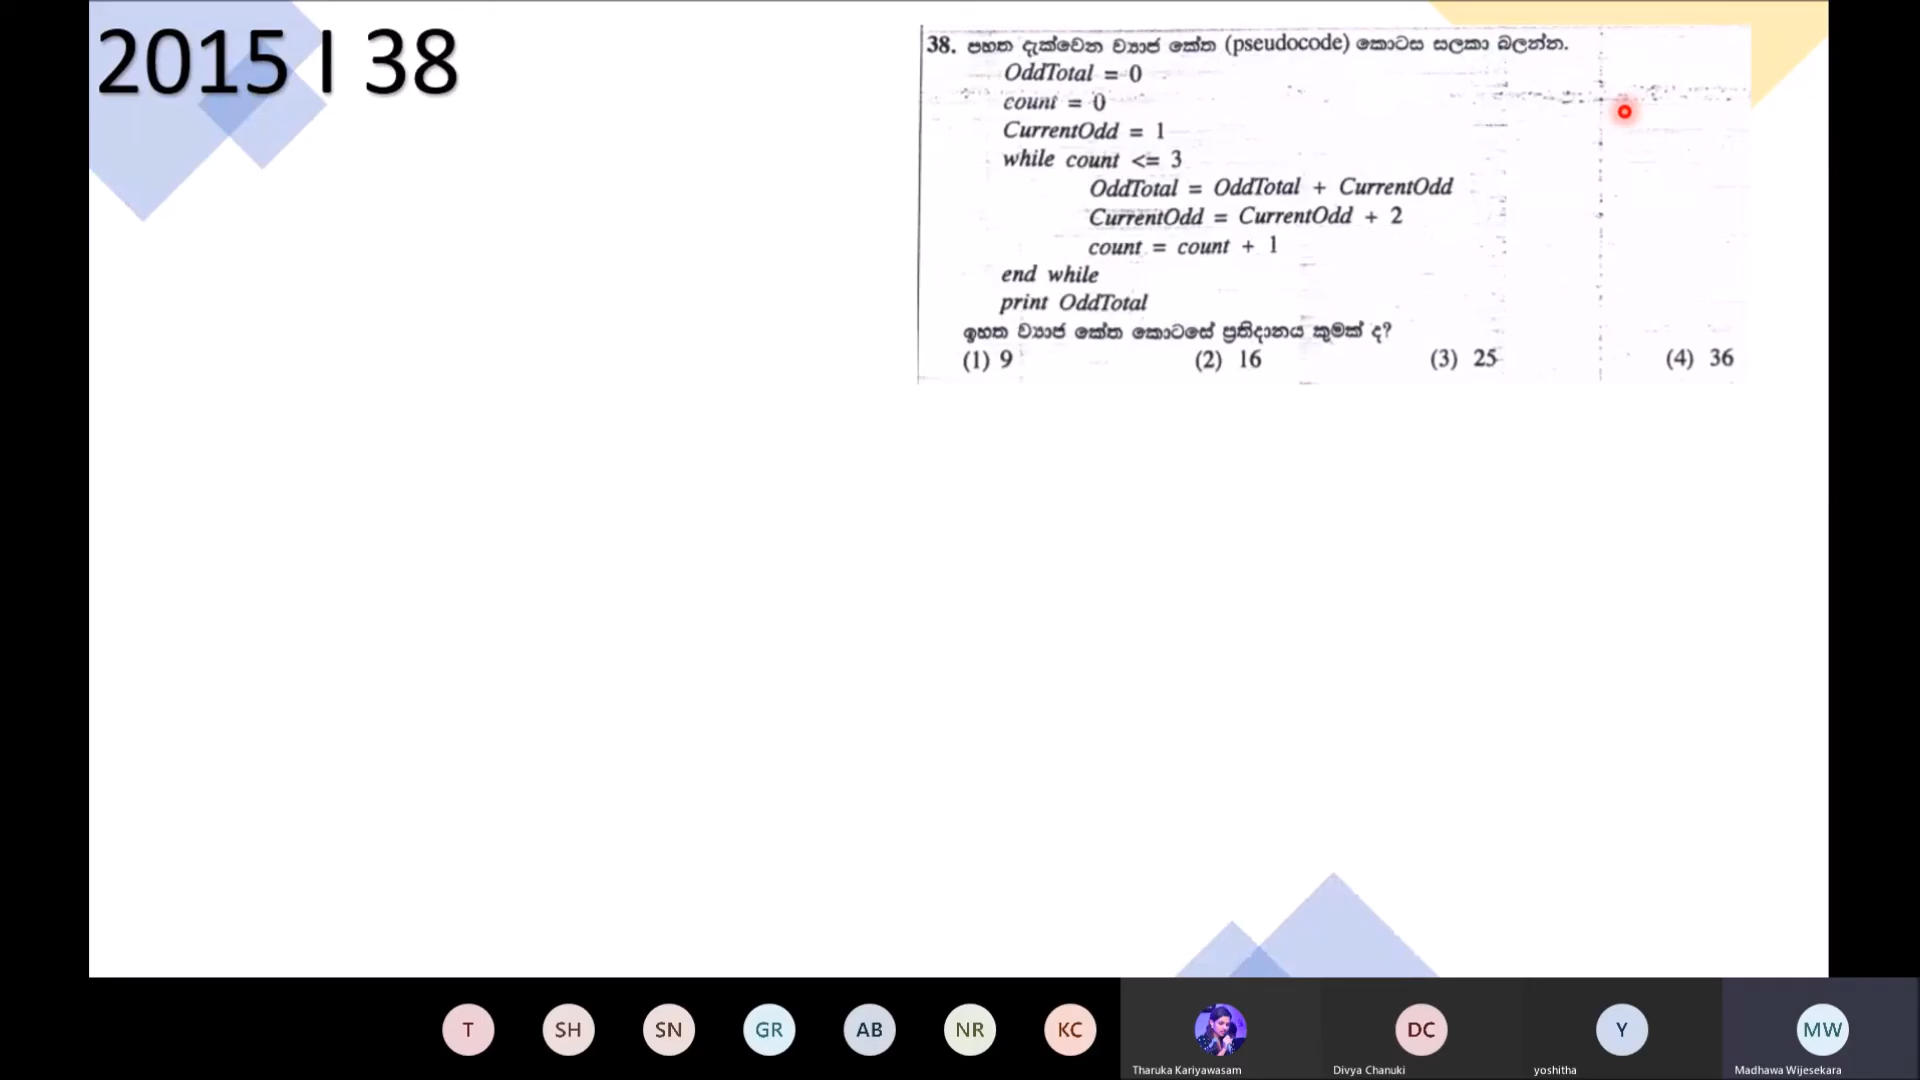 2015 I 38
38. පහත දැක්වෙන ව්‍යාජ කේත (pseudocode) කොටස සලකා බලන්න.
OddTotal = 0
count = 0
CurrentOdd = 1
while count <= 3
OddTotal = OddTotal + CurrentOdd
CurrentOdd = CurrentOdd + 2
count = count + 1
end while
print OddTotal
ඉහත ව්‍යාජ කේත කොටසේ ප්‍රතිදානය කුමක් ද?
(1) 9 (2) 16 (3) 25 (4) 36
T SH SN GR AB NR KC DC Y MW
Tharuka Kariyawasam Divya Chanuki yoshitha Madhawa Wijesekara